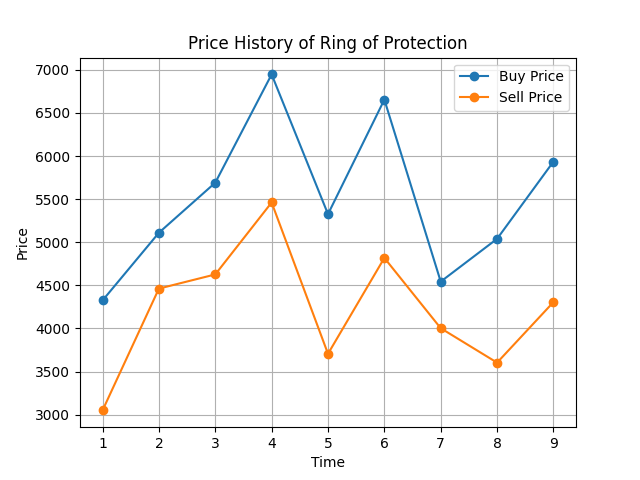 Price History of Ring of Protection
Buy Price
Sell Price
Price
7000
6500
6000
5500
5000
4500
4000
3500
3000
1 2 3 4 5 6 7 8 9
Time